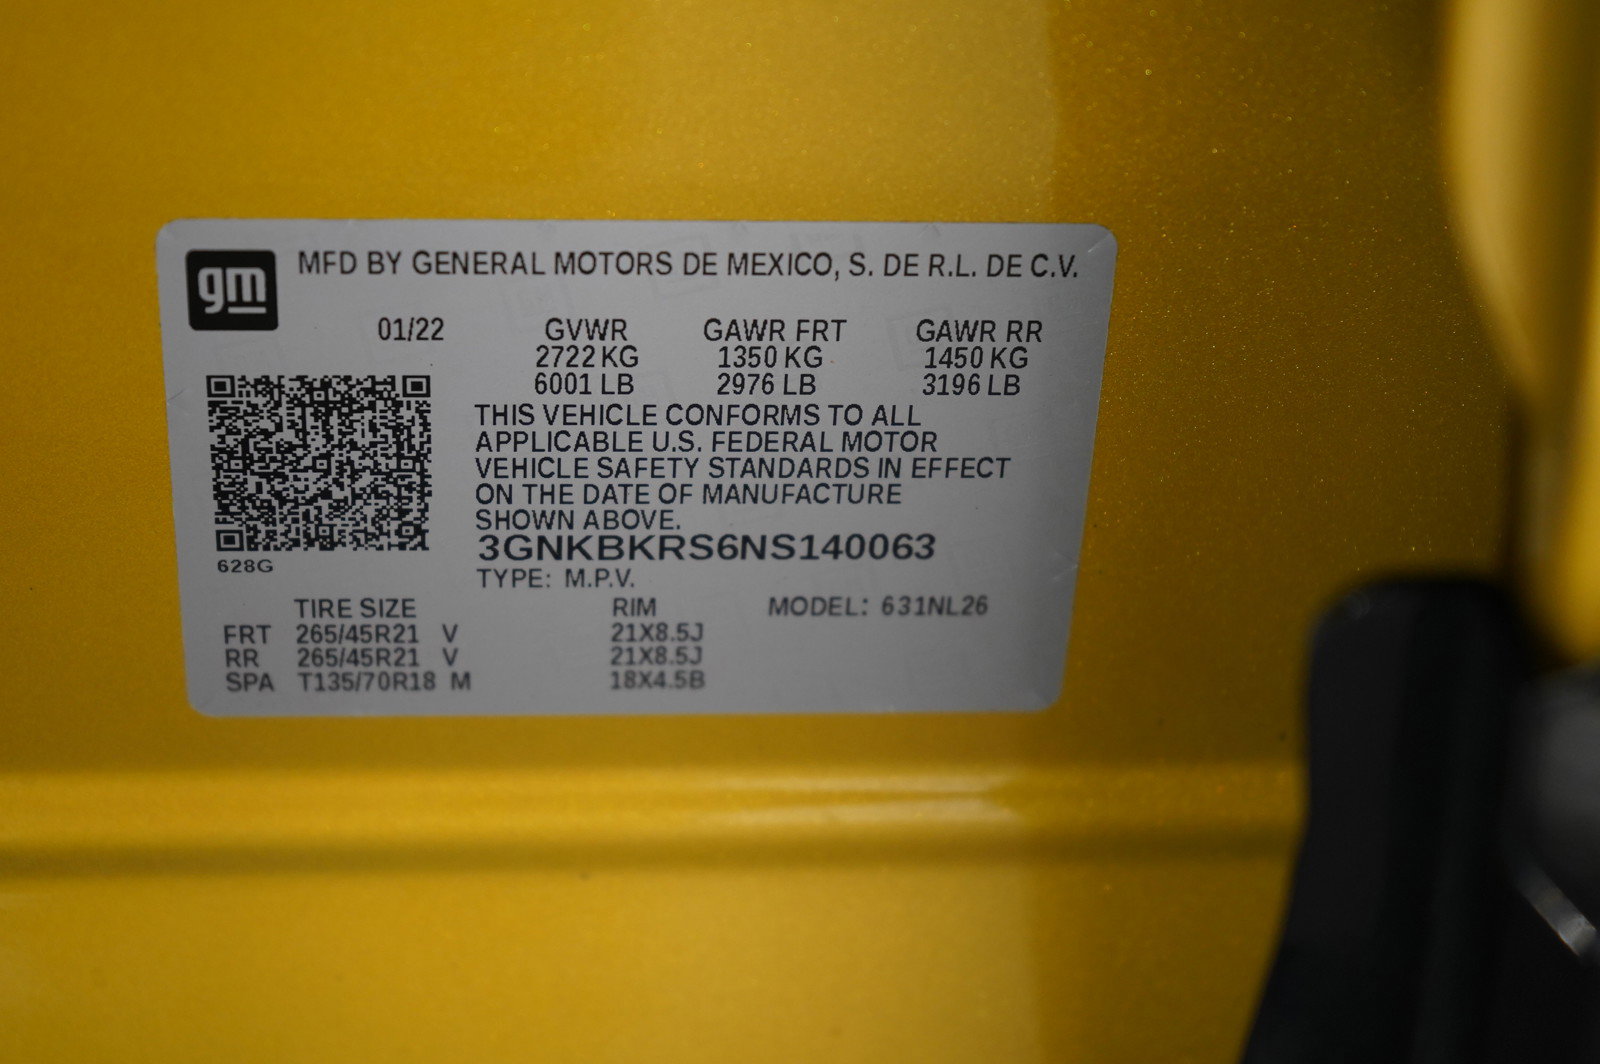 gm MFD BY GENERAL MOTORS DE MEXICO, S. DE R.L. DE C.V.
01/22 GVWR GAWR FRT GAWR RR
2722 KG 1350 KG 1450 KG
6001 LB 2976 LB 3196 LB
THIS VEHICLE CONFORMS TO ALL
APPLICABLE U.S. FEDERAL MOTOR
VEHICLE SAFETY STANDARDS IN EFFECT
ON THE DATE OF MANUFACTURE
SHOWN ABOVE.
3GNKBKRS6NS140063
628G
TYPE: M.P.V.
TIRE SIZE RIM MODEL: 631NL26
FRT 265/45R21 V 21X8.5J
RR 265/45R21 V 21X8.5J
SPA T135/70R18 M 18X4.5B